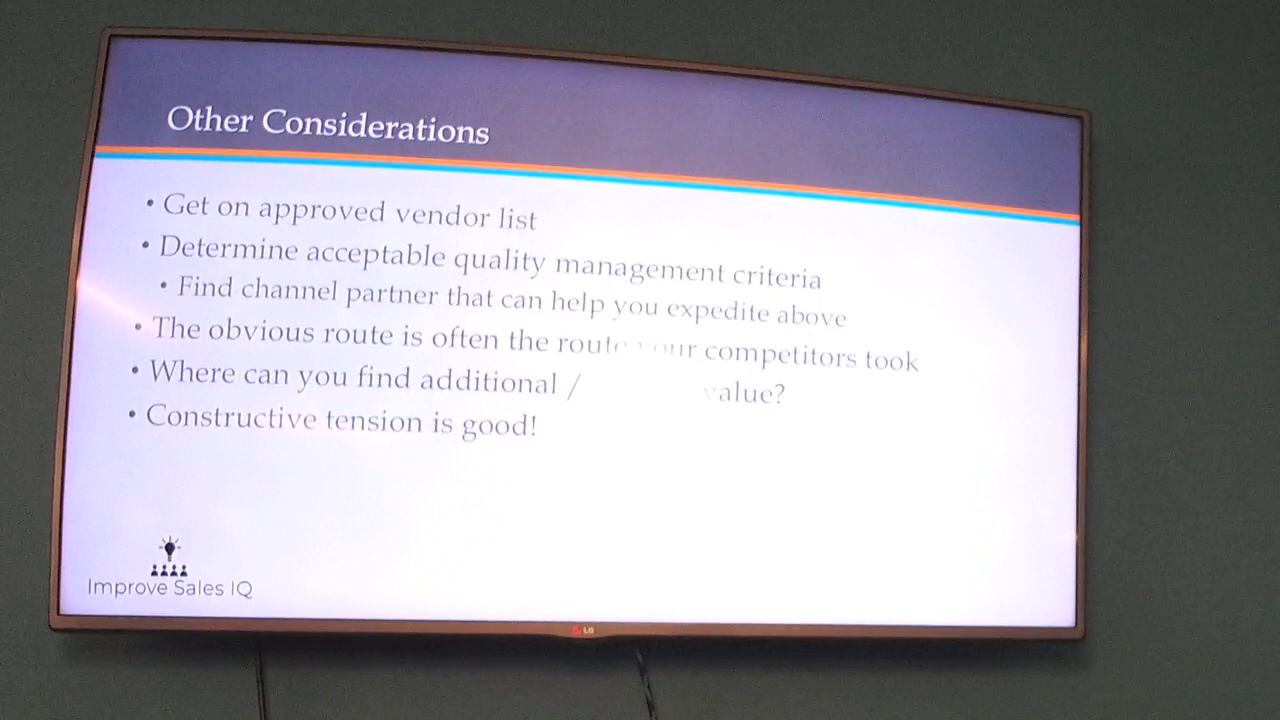 Other Considerations
• Get on approved vendor list
• Determine acceptable quality management criteria
• Find channel partner that can help you expedite above
• The obvious route is often the route your competitors took
• Where can you find additional / value?
• Constructive tension is good!
Improve Sales IQ
LG